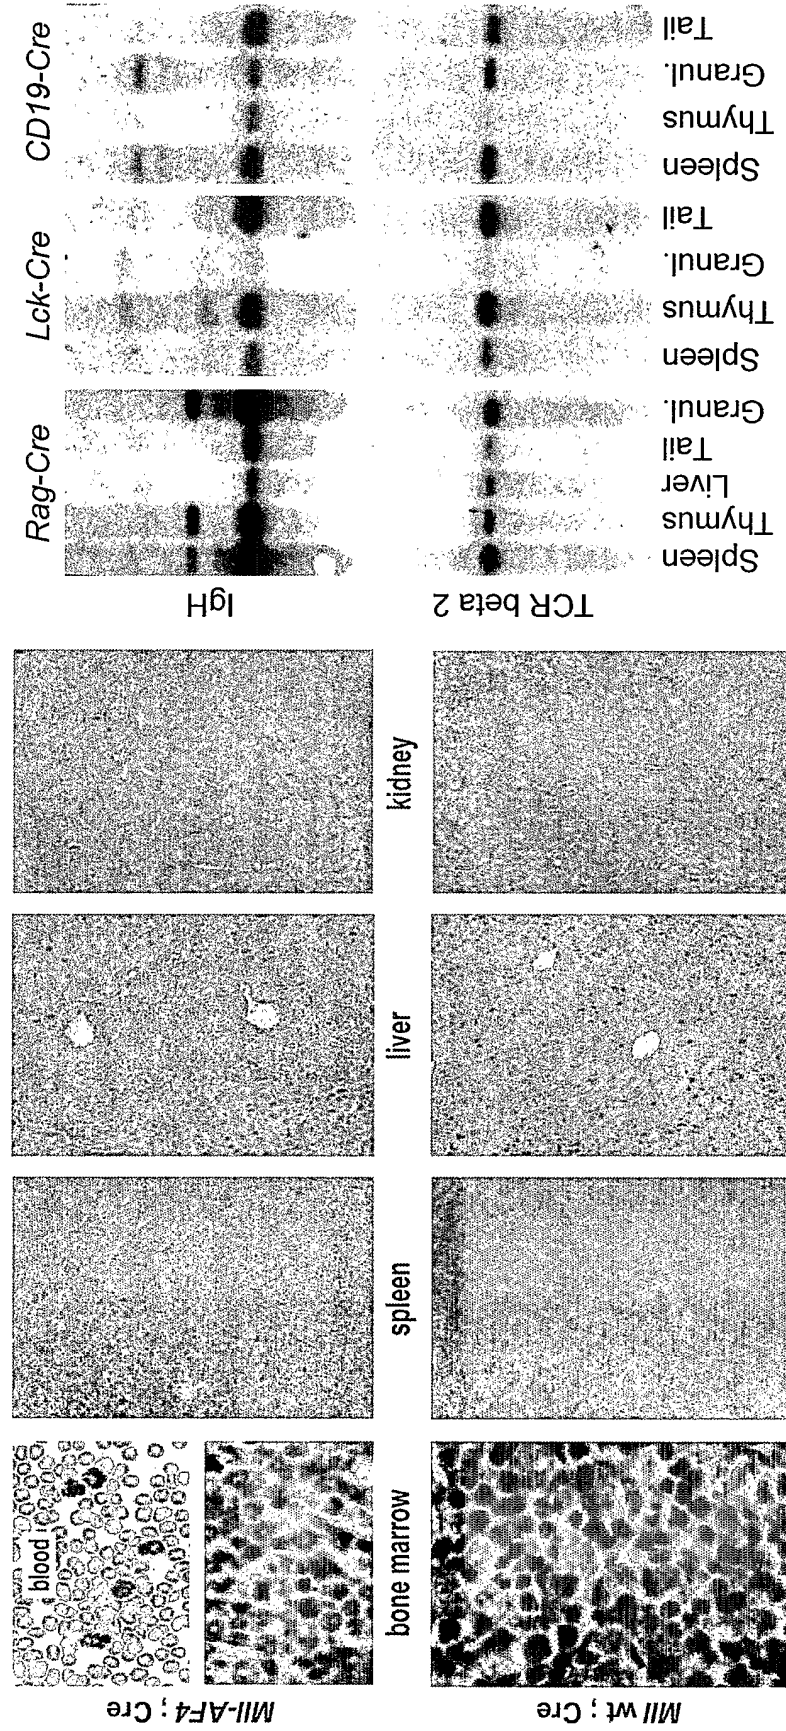 Mll-AF4 ; Cre
Mll wt ; Cre
blood
bone marrow
spleen
liver
kidney
IgH
TCR beta 2
Rag-Cre
Lck-Cre
CD19-Cre
Spleen
Thymus
Liver
Tail
Granul.
Spleen
Thymus
Granul.
Tail
Spleen
Thymus
Granul.
Tail